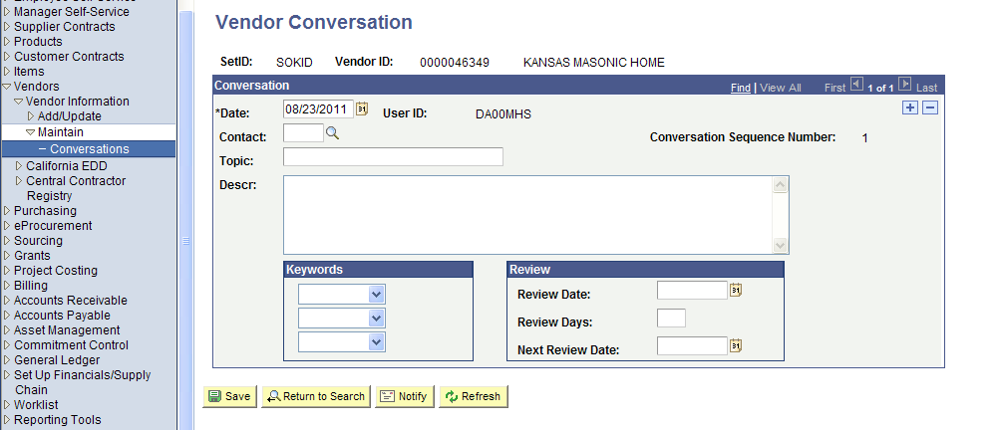 Manager Self-Service
Supplier Contracts
Products
Customer Contracts
Items
Vendors
Vendor Information
Add/Update
Maintain
Conversations
California EDD
Central Contractor
Registry
Purchasing
eProcurement
Sourcing
Grants
Project Costing
Billing
Accounts Receivable
Accounts Payable
Asset Management
Commitment Control
General Ledger
Set Up Financials/Supply
Chain
Worklist
Reporting Tools
Vendor Conversation
SetID: SOKID Vendor ID: 0000046349 KANSAS MASONIC HOME
Conversation Find | View All First 1 of 1 Last
*Date: 08/23/2011 31 User ID: DA00MHS
Contact: Conversation Sequence Number: 1
Topic:
Descr:
Keywords
Review
Review Date: 31
Review Days:
Next Review Date: 31
Save Return to Search Notify Refresh